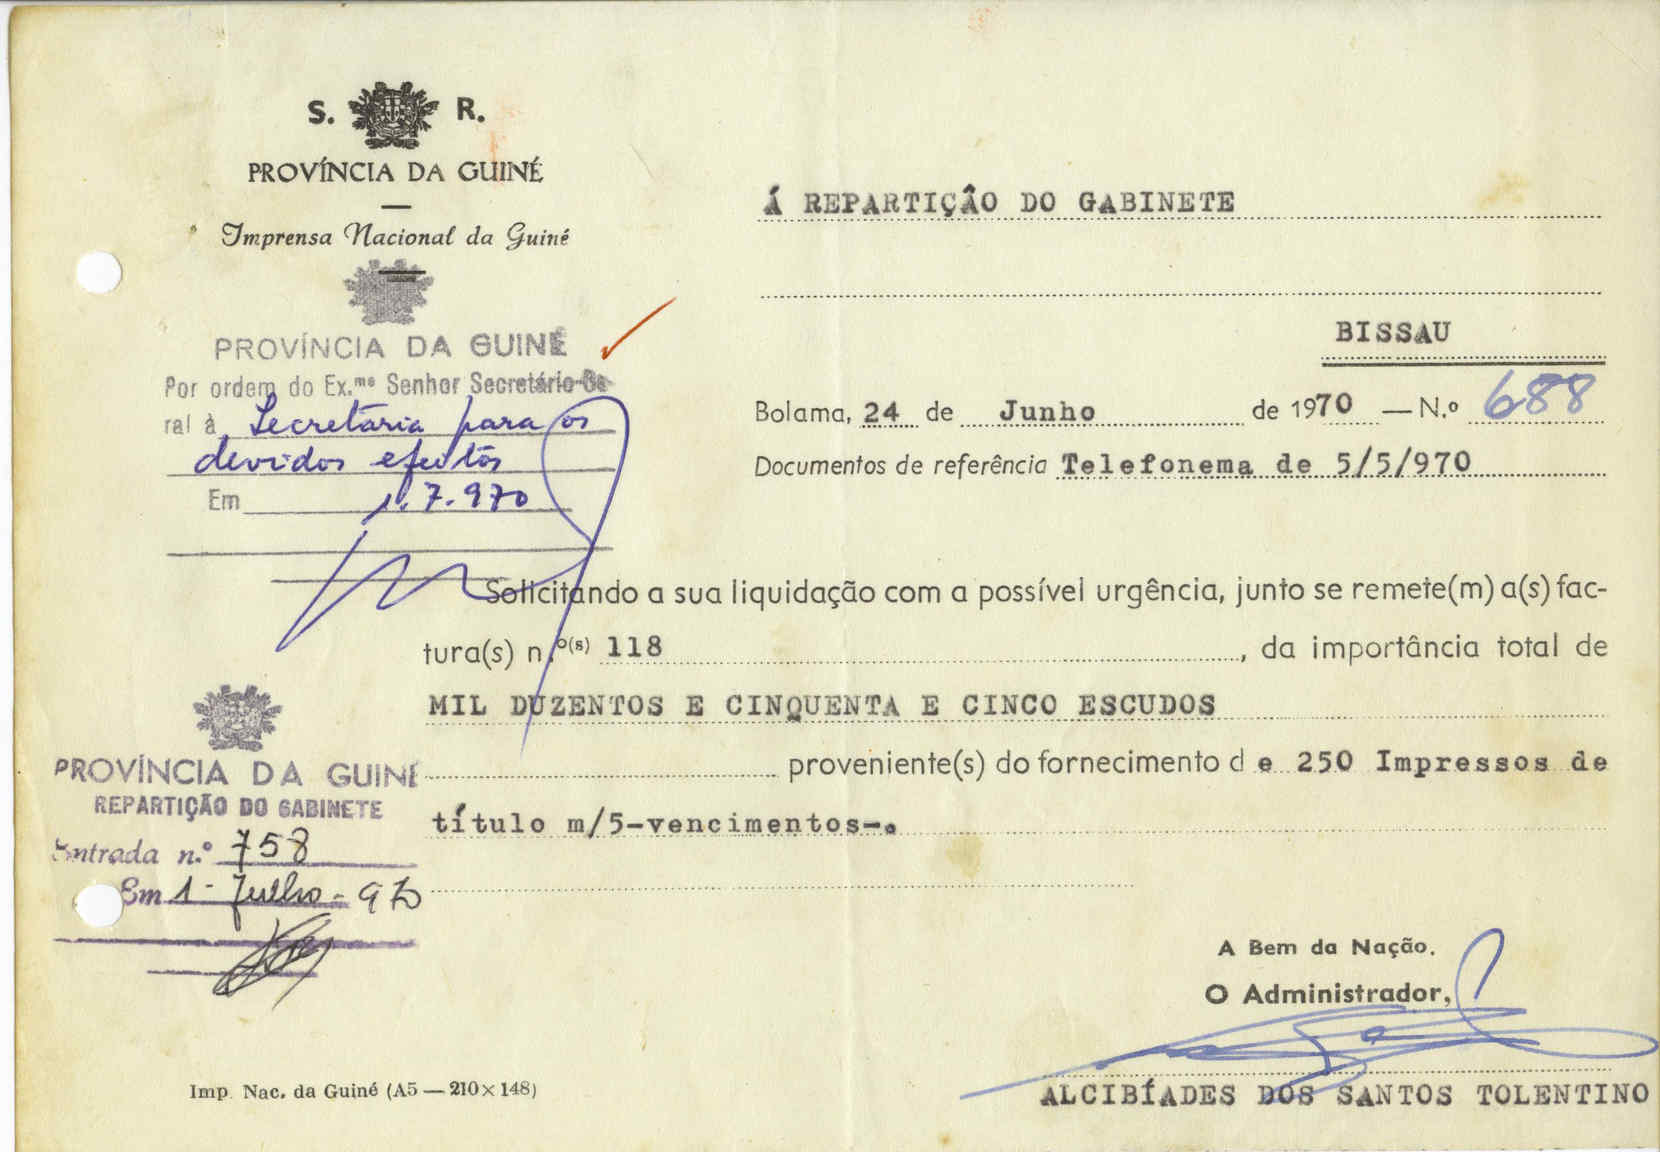 S. R.
PROVÍNCIA DA GUINÉ
Imprensa Nacional da Guiné
PROVÍNCIA DA GUINÉ
Por ordem do Ex.mo Senhor Secretário-Ge
ral à Secretaria para os
devidos efeitos
Em 1.7.970
Á REPARTIÇÂO DO GABINETE
BISSAU
Bolama, 24 de Junho de 1970 — N.o 688
Documentos de referência Telefonema de 5/5/970
Solicitando a sua liquidação com a possível urgência, junto se remete(m) a(s) fac-
tura(s) n.o(s) 118 , da importância total de
MIL DUZENTOS E CINQUENTA E CINCO ESCUDOS
proveniente(s) do fornecimento d e 250 Impressos de
título m/5-vencimentos-.
PROVÍNCIA DA GUINÉ
REPARTIÇÃO DO GABINETE
Entrada n.o 758
Em 1 - Julho - 970
A Bem da Nação.
O Administrador,
ALCIBÍADES DOS SANTOS TOLENTINO
Imp. Nac. da Guiné (A5 — 210×148)